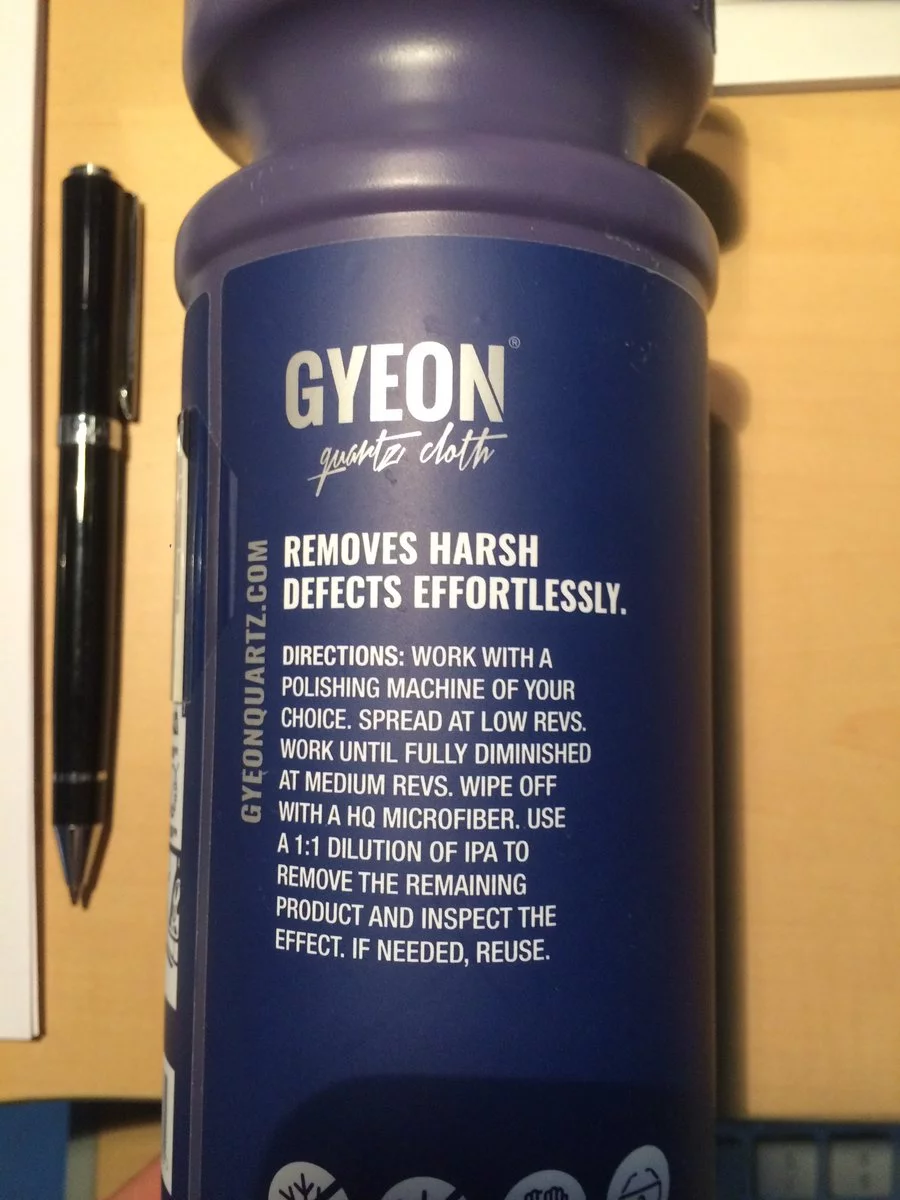 GYEON®
quartz cloth
GYEONQUARTZ.COM
REMOVES HARSH
DEFECTS EFFORTLESSLY.
DIRECTIONS: WORK WITH A
POLISHING MACHINE OF YOUR
CHOICE. SPREAD AT LOW REVS.
WORK UNTIL FULLY DIMINISHED
AT MEDIUM REVS. WIPE OFF
WITH A HQ MICROFIBER. USE
A 1:1 DILUTION OF IPA TO
REMOVE THE REMAINING
PRODUCT AND INSPECT THE
EFFECT. IF NEEDED, REUSE.